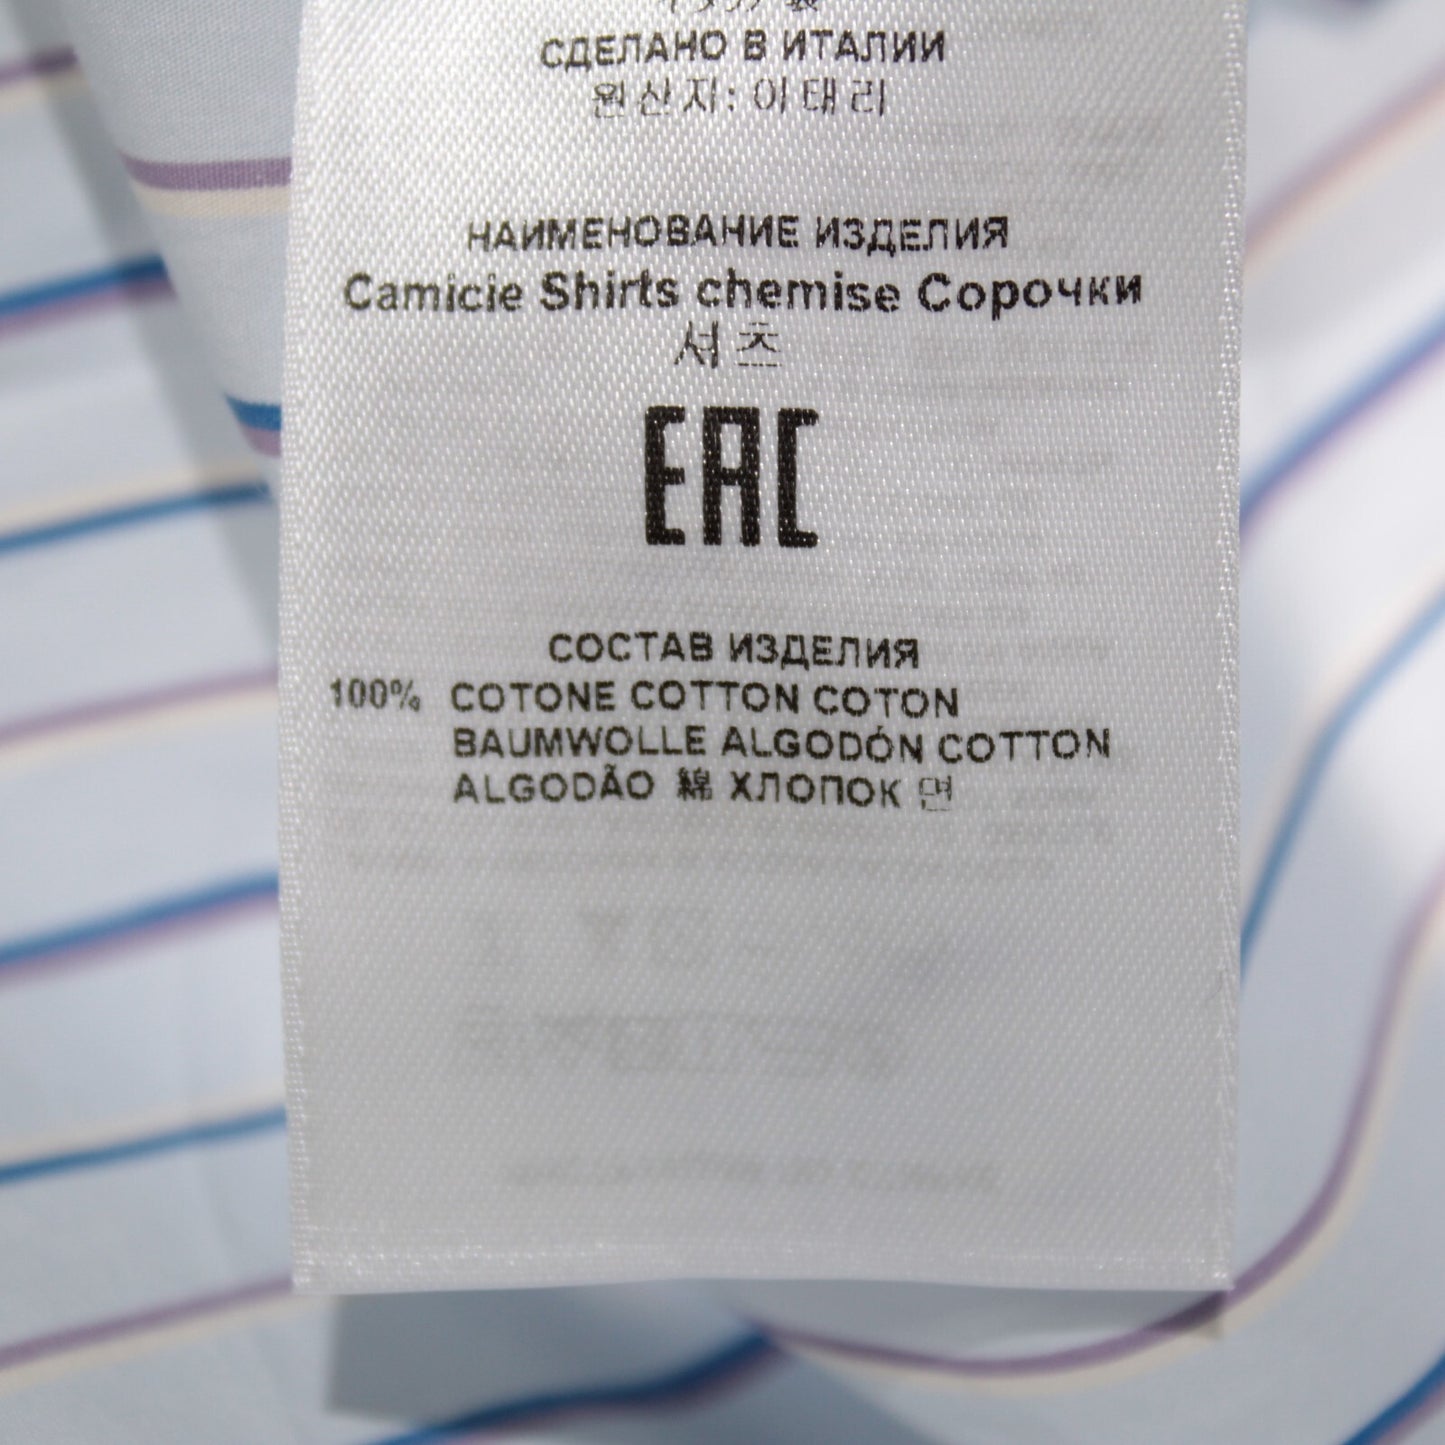 СДЕЛАНО В ИТАЛИИ
원산지: 이태리
НАИМЕНОВАНИЕ ИЗДЕЛИЯ
Camicie Shirts chemise Сорочки
셔츠
EAC
СОСТАВ ИЗДЕЛИЯ
100% COTONE COTTON COTON
BAUMWOLLE ALGODÓN COTTON
ALGODÃO 綿 ХЛОПОК 면